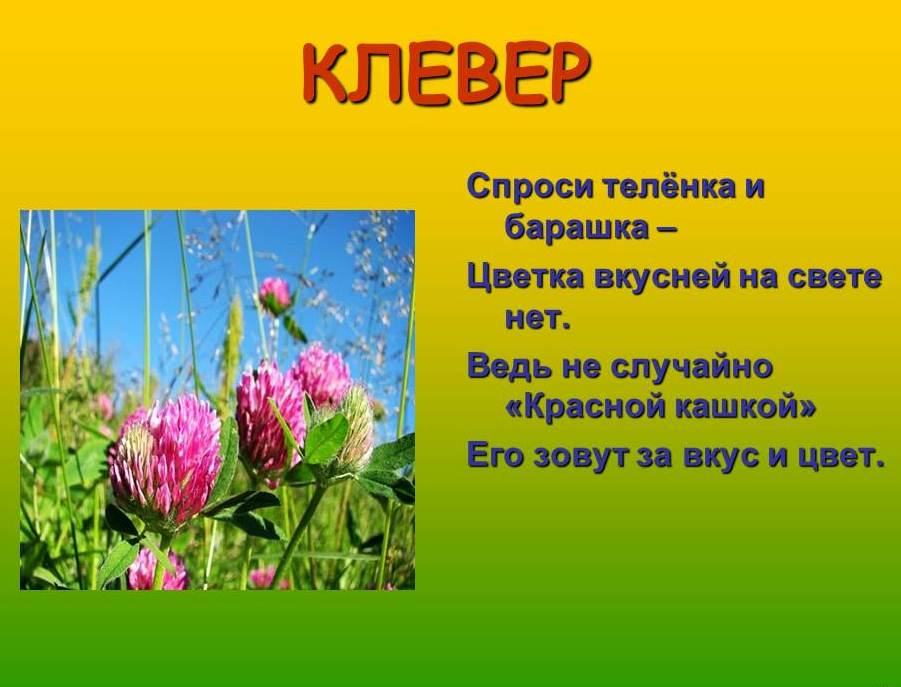 КЛЕВЕР
Спроси телёнка и
барашка –
Цветка вкусней на свете
нет.
Ведь не случайно
«Красной кашкой»
Его зовут за вкус и цвет.